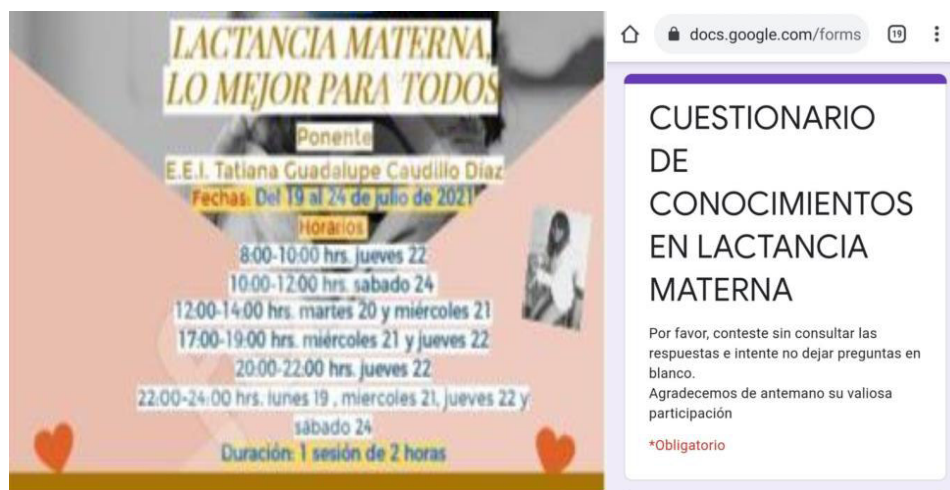 LACTANCIA MATERNA,
LO MEJOR PARA TODOS
Ponente
E.E.I. Tatiana Guadalupe Caudillo Díaz
Fechas: Del 19 al 24 de julio de 2021
Horarios
8:00-10:00 hrs. jueves 22
10:00-12:00 hrs. sabado 24
12:00-14:00 hrs. martes 20 y miércoles 21
17:00-19:00 hrs. miércoles 21 y jueves 22
20:00-22:00 hrs. jueves 22
22:00-24:00 hrs. lunes 19 , miercoles 21, jueves 22 y
sábado 24
Duración: 1 sesión de 2 horas
docs.google.com/forms
19
CUESTIONARIO
DE
CONOCIMIENTOS
EN LACTANCIA
MATERNA
Por favor, conteste sin consultar las
respuestas e intente no dejar preguntas en
blanco.
Agradecemos de antemano su valiosa
participación
*Obligatorio